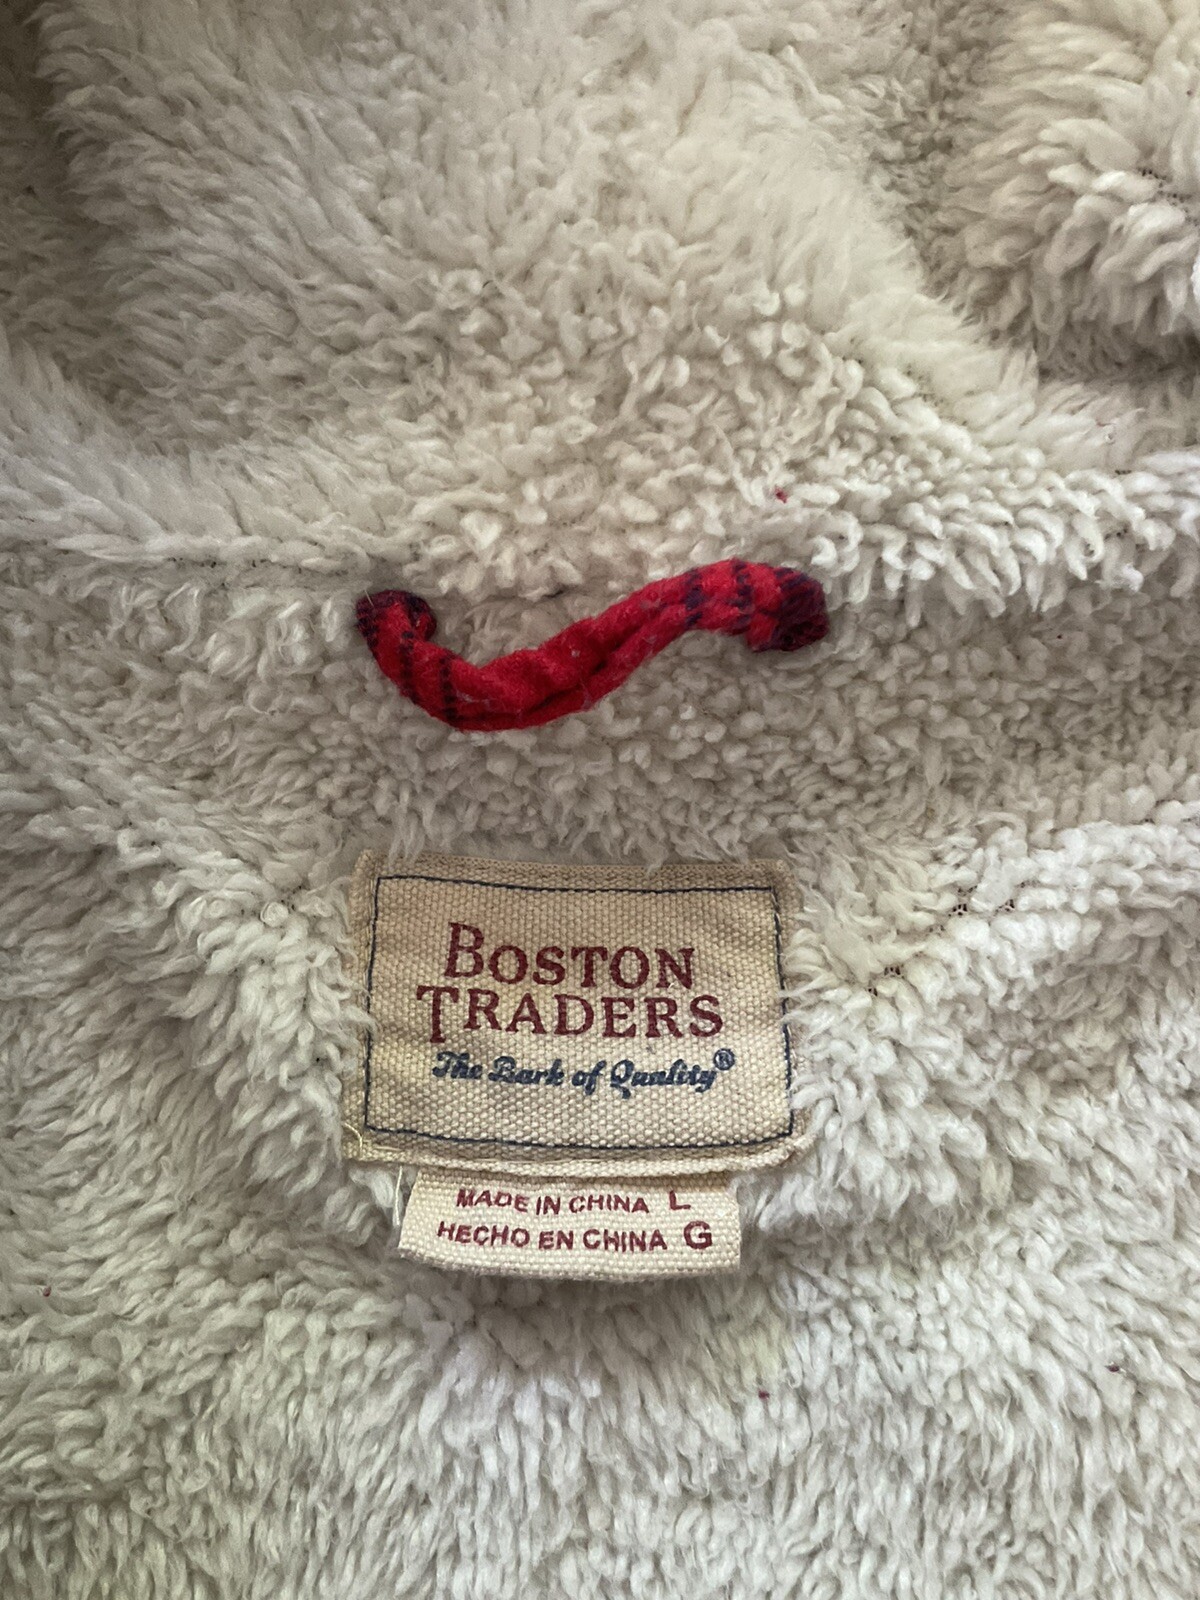 BOSTON
TRADERS
The Bark of Quality®
MADE IN CHINA L
HECHO EN CHINA G